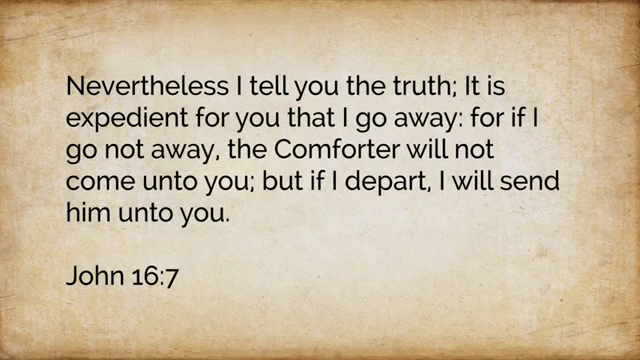 Nevertheless I tell you the truth; It is
expedient for you that I go away: for if I
go not away, the Comforter will not
come unto you; but if I depart, I will send
him unto you.
John 16:7